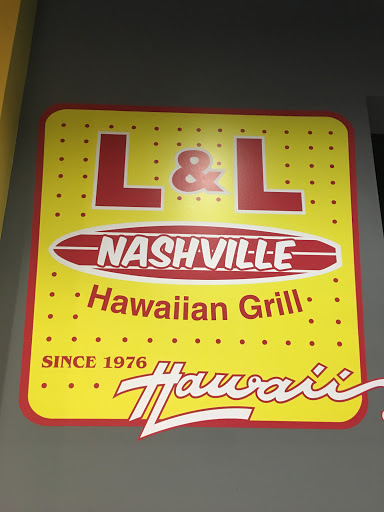 L & L
NASHVILLE
Hawaiian Grill
SINCE 1976
Hawaii